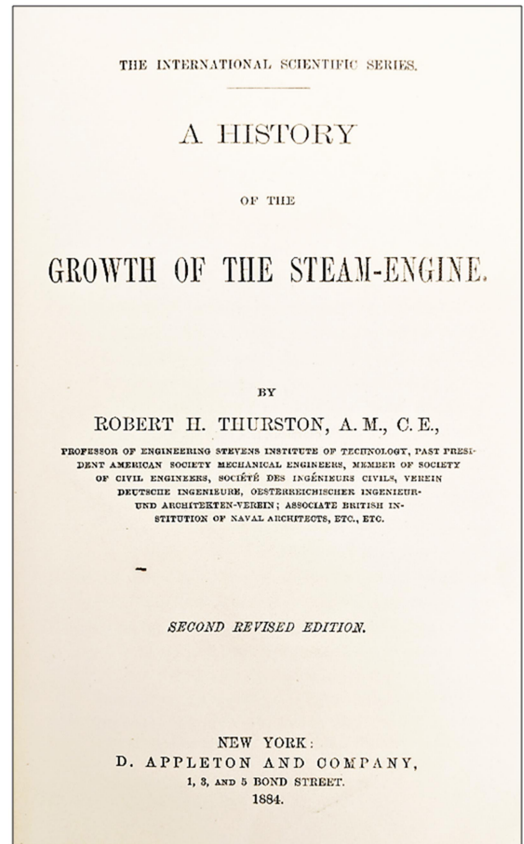 THE INTERNATIONAL SCIENTIFIC SERIES.
A HISTORY
OF THE
GROWTH OF THE STEAM-ENGINE.
BY
ROBERT H. THURSTON, A. M., C. E.,
PROFESSOR OF ENGINEERING STEVENS INSTITUTE OF TECHNOLOGY, PAST PRESI-
DENT AMERICAN SOCIETY MECHANICAL ENGINEERS, MEMBER OF SOCIETY
OF CIVIL ENGINEERS, SOCIÉTÉ DES INGÉNIEURS CIVILS, VEREIN
DEUTSCHE INGENIEURE, OESTERREICHISCHER INGENIEUR-
UND ARCHITEKTEN-VEREIN; ASSOCIATE BRITISH IN-
STITUTION OF NAVAL ARCHITECTS, ETC., ETC.
SECOND REVISED EDITION.
NEW YORK:
D. APPLETON AND COMPANY,
1, 3, AND 5 BOND STREET.
1884.